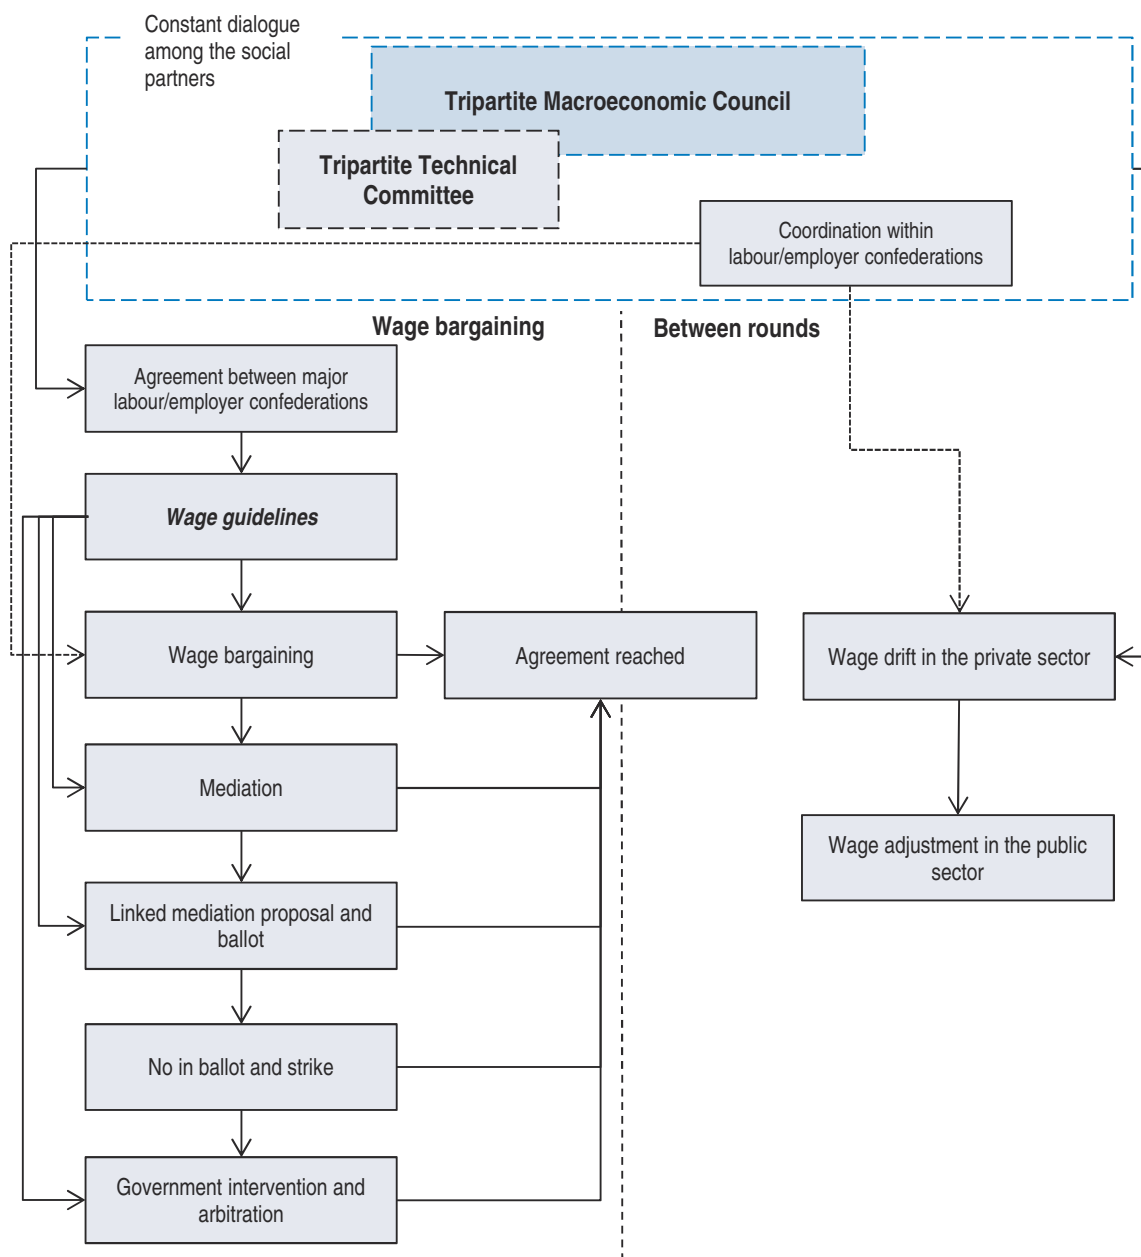 Constant dialogue
among the social
partners
Tripartite Macroeconomic Council
Tripartite Technical
Committee
Coordination within
labour/employer confederations
Wage bargaining
Between rounds
Agreement between major
labour/employer confederations
Wage guidelines
Wage bargaining
Agreement reached
Wage drift in the private sector
Mediation
Wage adjustment in the public
sector
Linked mediation proposal and
ballot
No in ballot and strike
Government intervention and
arbitration